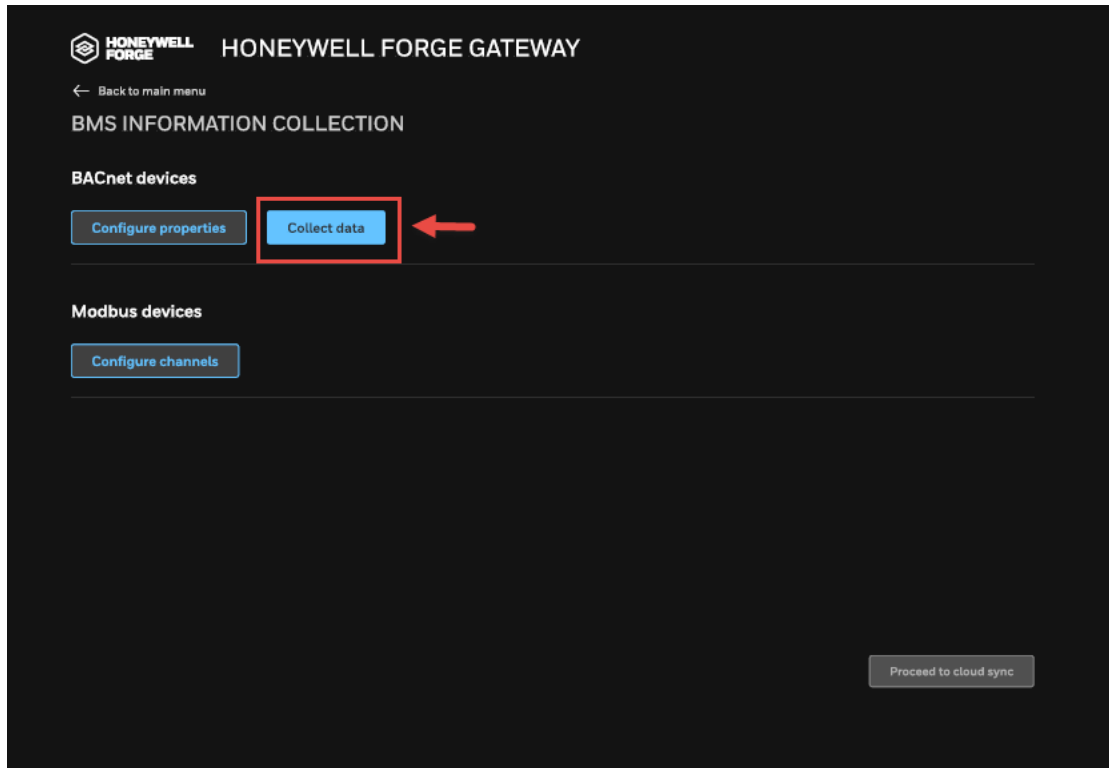 HONEYWELL
FORGE
HONEYWELL FORGE GATEWAY
Back to main menu
BMS INFORMATION COLLECTION
BACnet devices
Configure properties
Collect data
Modbus devices
Configure channels
Proceed to cloud sync